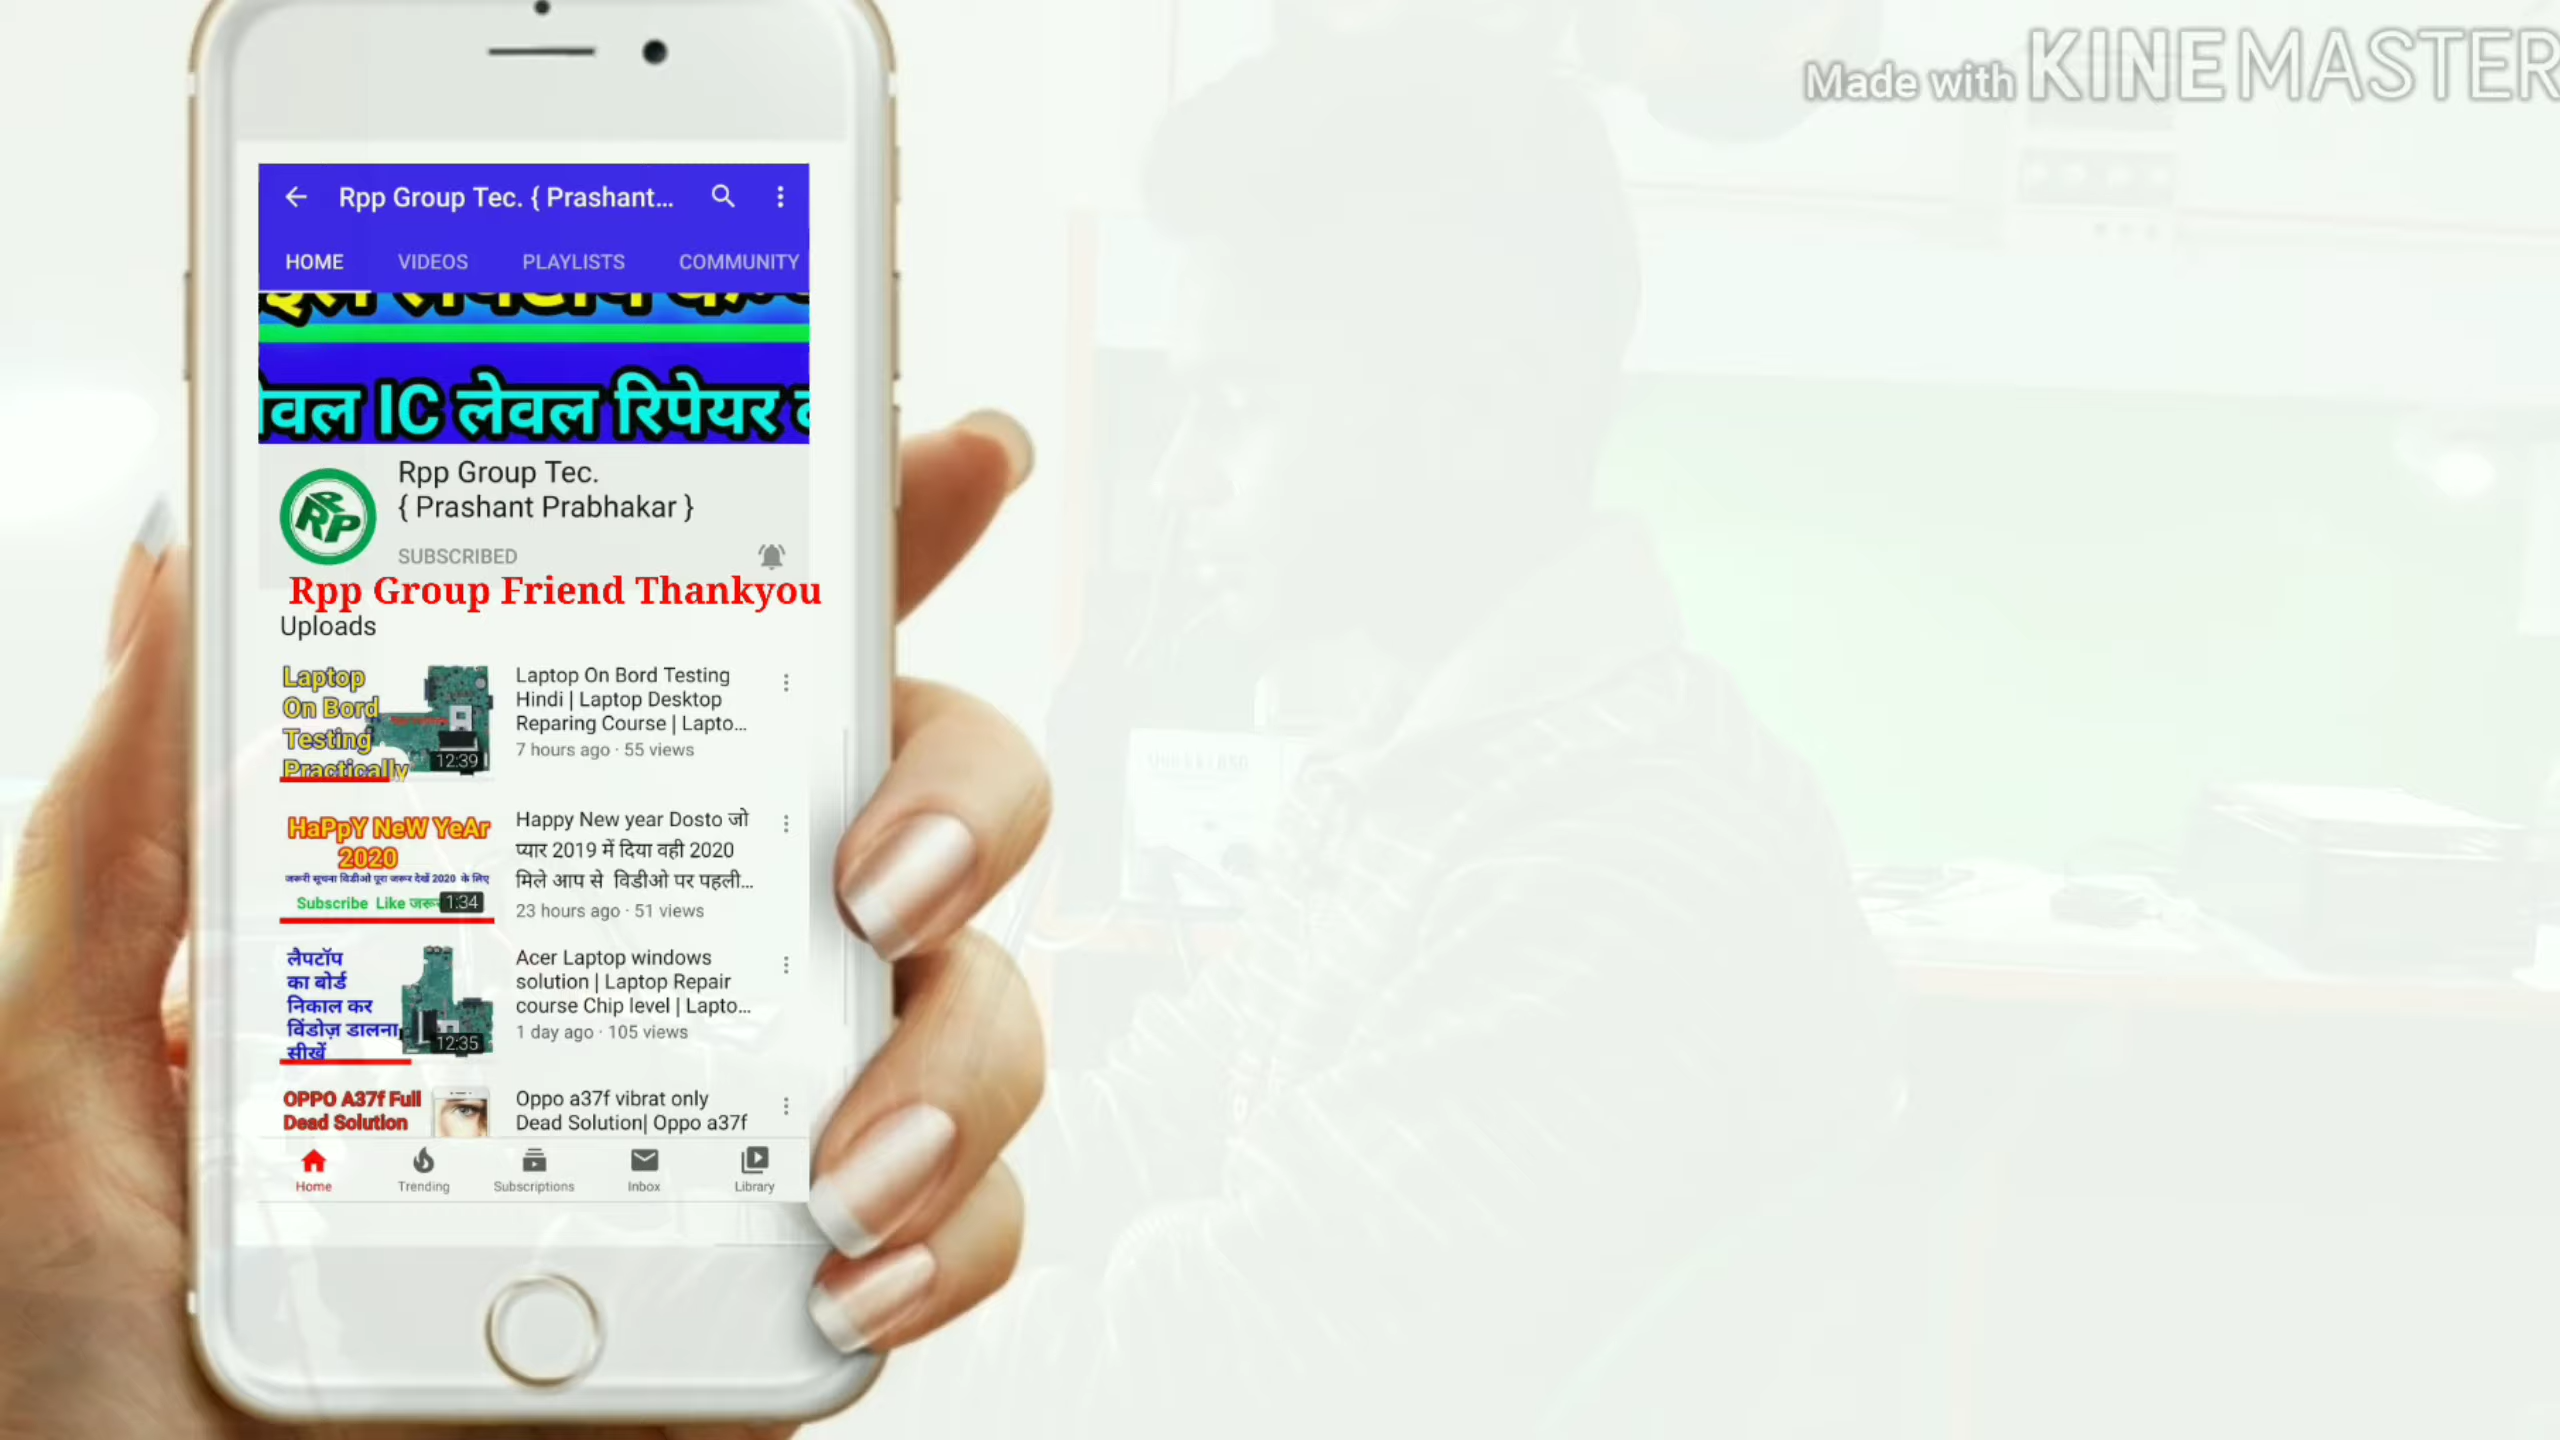 Made with KINEMASTER
Rpp Group Tec. { Prashant...
HOME VIDEOS PLAYLISTS COMMUNITY
IC लेवल रिपेयर
Rpp Group Tec.
{ Prashant Prabhakar }
SUBSCRIBED
Rpp Group Friend Thankyou
Uploads
Laptop
On Bord
Testing
Practically
12:39
Laptop On Bord Testing
Hindi | Laptop Desktop
Reparing Course | Lapto...
7 hours ago · 55 views
HaPpY NeW YeAr
2020
जरूरी सूचना विडीओ पूरा जरूर देखें 2020 के लिए
Subscribe Like
1:34
Happy New year Dosto जो
प्यार 2019 में दिया वही 2020
मिले आप से विडीओ पर पहली...
23 hours ago · 51 views
लैपटॉप
का बोर्ड
निकाल कर
विंडोज़ डालना
सीखें
12:35
Acer Laptop windows
solution | Laptop Repair
course Chip level | Lapto...
1 day ago · 105 views
OPPO A37f Full
Dead Solution
Oppo a37f vibrat only
Dead Solution| Oppo a37f
Home Trending Subscriptions Inbox Library